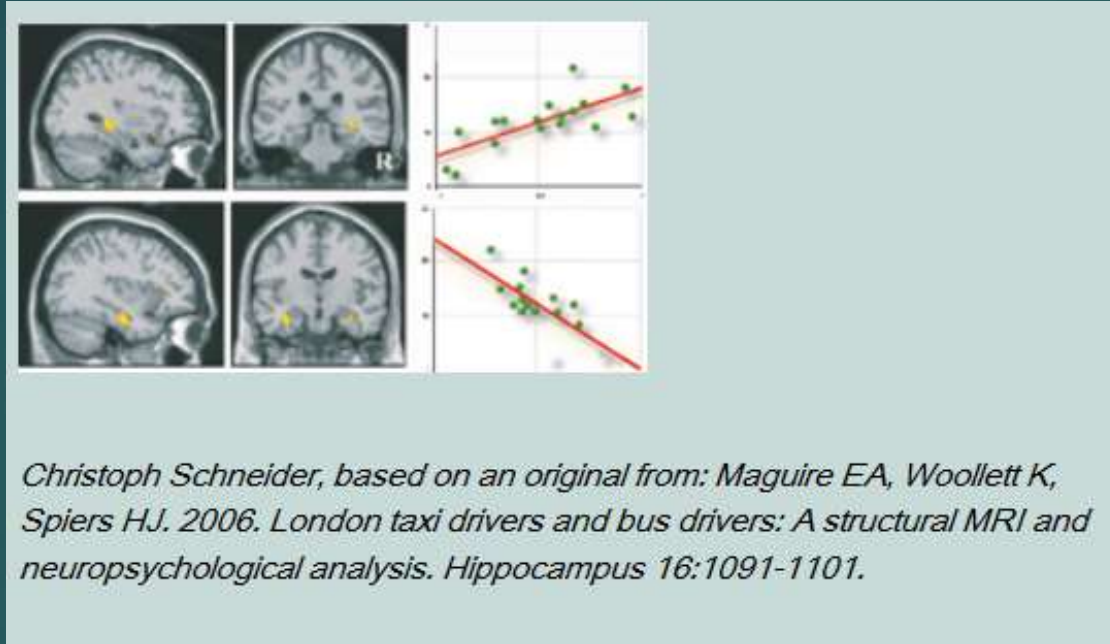 R
Christoph Schneider, based on an original from: Maguire EA, Woollett K,
Spiers HJ. 2006. London taxi drivers and bus drivers: A structural MRI and
neuropsychological analysis. Hippocampus 16:1091-1101.